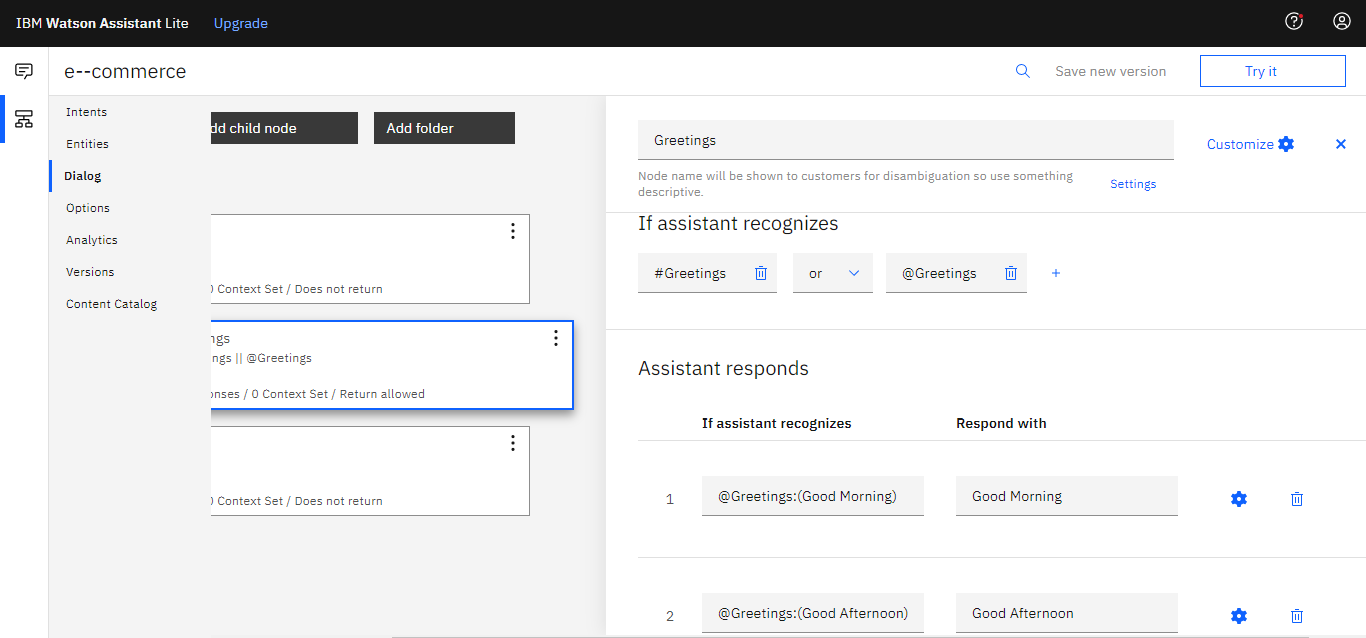 IBM Watson Assistant Lite Upgrade
e--commerce
Save new version
Try it
Intents
Entities
Dialog
Options
Analytics
Versions
Content Catalog
dd child node
Add folder
0 Context Set / Does not return
ngs
ngs || @Greetings
onses / 0 Context Set / Return allowed
0 Context Set / Does not return
Greetings
Customize
Node name will be shown to customers for disambiguation so use something
descriptive.
Settings
If assistant recognizes
#Greetings
or
@Greetings
+
Assistant responds
If assistant recognizes Respond with
1 @Greetings:(Good Morning) Good Morning
2 @Greetings:(Good Afternoon) Good Afternoon